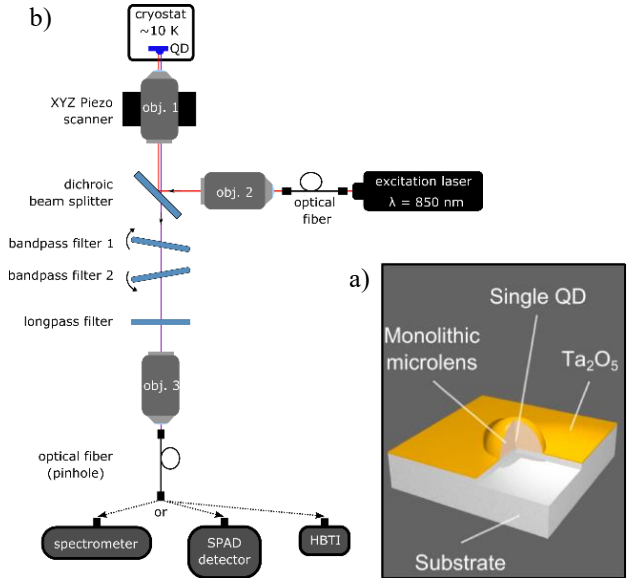 b)
cryostat
~10 K
QD
XYZ Piezo
scanner
obj. 1
dichroic
beam splitter
obj. 2
optical
fiber
excitation laser
λ = 850 nm
bandpass filter 1
bandpass filter 2
longpass filter
obj. 3
optical fiber
(pinhole)
or
spectrometer
SPAD
detector
HBTI
a)
Single QD
Monolithic
microlens
Ta₂O₅
Substrate